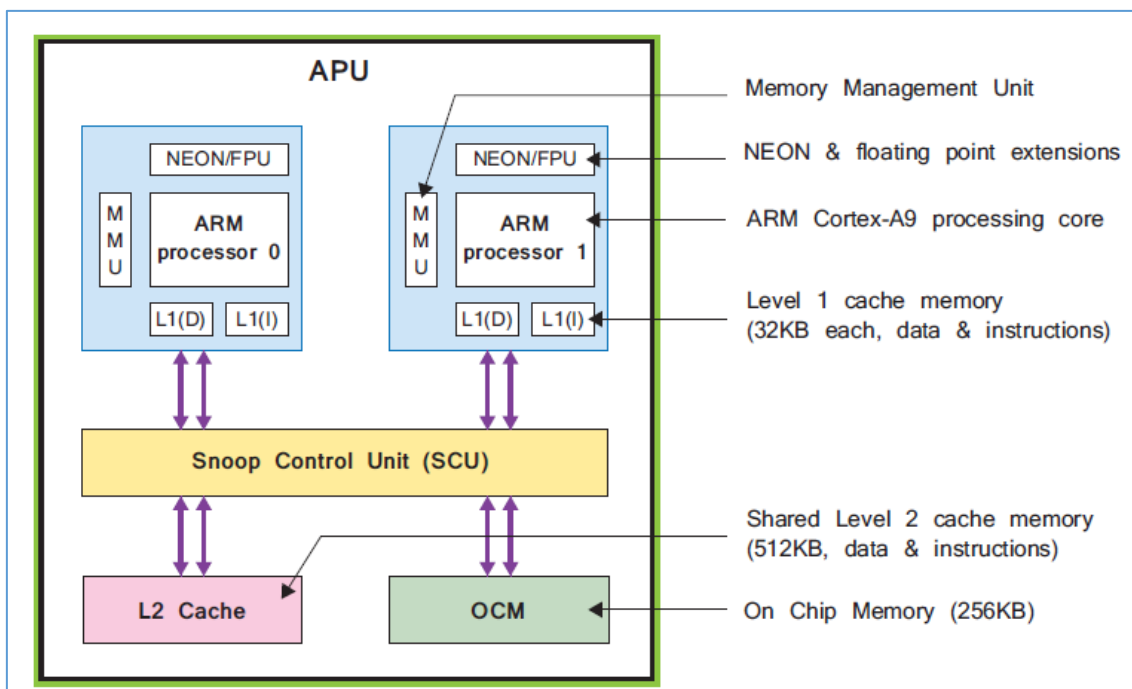 APU
NEON/FPU
M
M
U
ARM
processor 0
L1(D)
L1(I)
NEON/FPU
M
M
U
ARM
processor 1
L1(D)
L1(I)
Snoop Control Unit (SCU)
L2 Cache
OCM
Memory Management Unit
NEON & floating point extensions
ARM Cortex-A9 processing core
Level 1 cache memory
(32KB each, data & instructions)
Shared Level 2 cache memory
(512KB, data & instructions)
On Chip Memory (256KB)